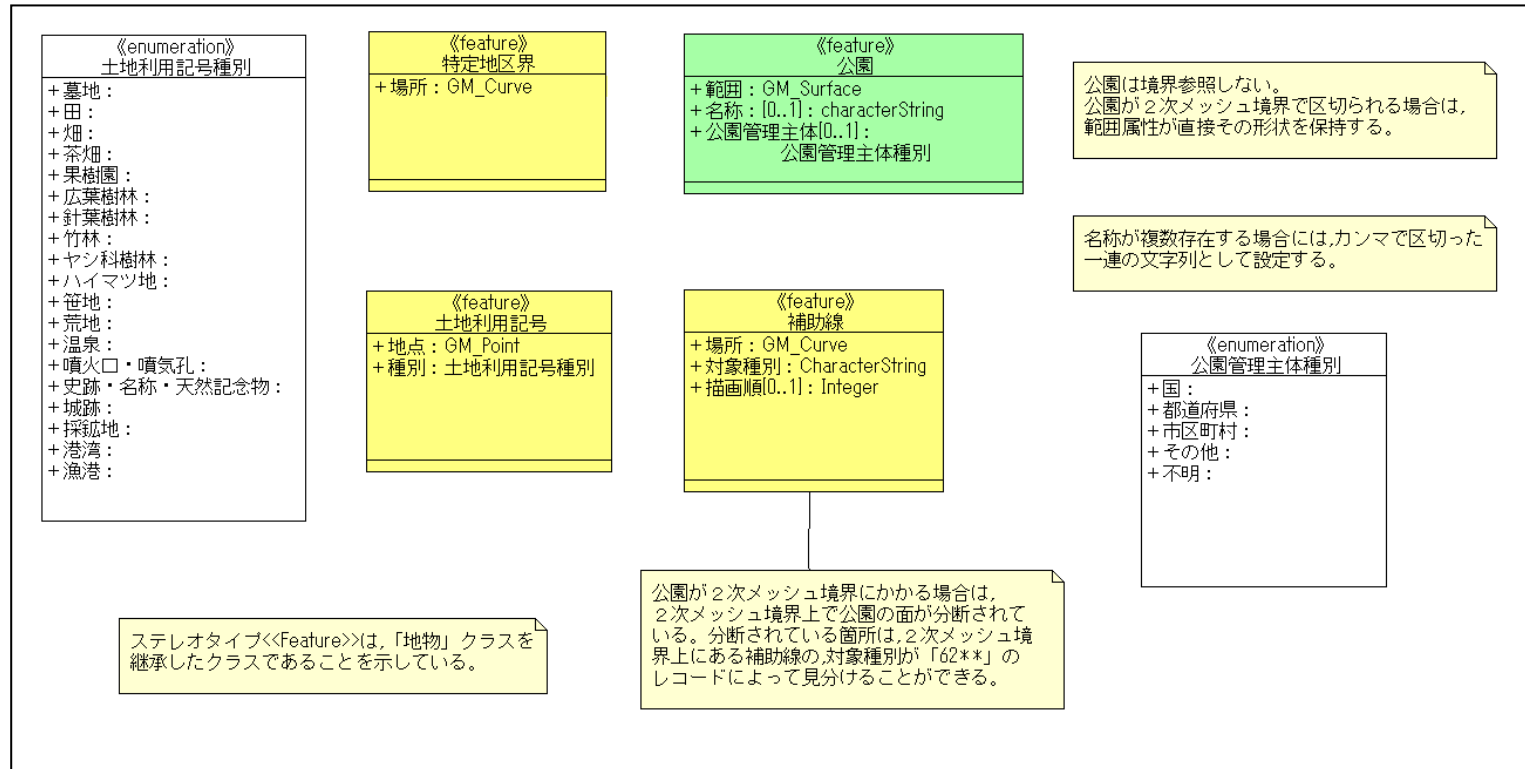 《enumeration》
土地利用記号種別
+墓地：
+田：
+畑：
+茶畑：
+果樹園：
+広葉樹林：
+針葉樹林：
+竹林：
+ヤシ科樹林：
+ハイマツ地：
+笹地：
+荒地：
+温泉：
+噴火口・噴気孔：
+史跡・名称・天然記念物：
+城跡：
+採鉱地：
+港湾：
+漁港：
《feature》
特定地区界
+場所：GM_Curve
《feature》
公園
+範囲：GM_Surface
+名称：[0..1]：characterString
+公園管理主体[0..1]：
公園管理主体種別
公園は境界参照しない。
公園が２次メッシュ境界で区切られる場合は,
範囲属性が直接その形状を保持する。
名称が複数存在する場合には,カンマで区切った
一連の文字列として設定する。
《feature》
土地利用記号
+地点：GM_Point
+種別：土地利用記号種別
《feature》
補助線
+場所：GM_Curve
+対象種別：CharacterString
+描画順[0..1]：Integer
《enumeration》
公園管理主体種別
+国：
+都道府県：
+市区町村：
+その他：
+不明：
ステレオタイプ<<Feature>>は,「地物」クラスを
継承したクラスであることを示している。
公園が２次メッシュ境界にかかる場合は,
２次メッシュ境界上で公園の面が分断されて
いる。分断されている箇所は,２次メッシュ境
界上にある補助線の,対象種別が「62**」の
レコードによって見分けることができる。